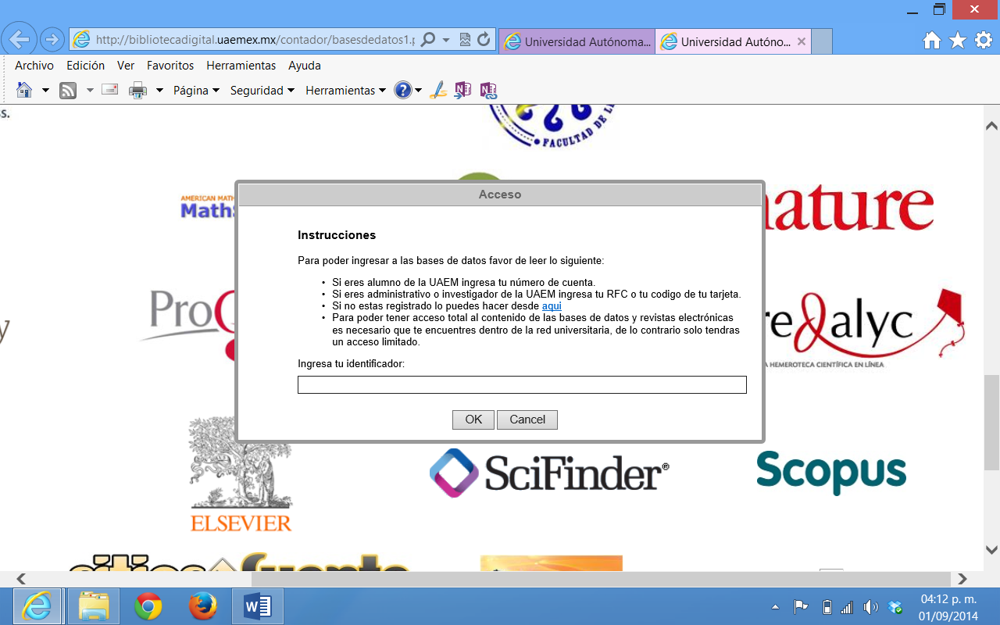 http://bibliotecadigital.uaemex.mx/contador/basesdedatos1.p
Universidad Autónoma...
Universidad Autóno...
Archivo Edición Ver Favoritos Herramientas Ayuda
Página Seguridad Herramientas
ss.
FACULTAD DE
Acceso
AMERICAN MATH
MathS
nature
Instrucciones
Para poder ingresar a las bases de datos favor de leer lo siguiente:
• Si eres alumno de la UAEM ingresa tu número de cuenta.
• Si eres administrativo o investigador de la UAEM ingresa tu RFC o tu codigo de tu tarjeta.
• Si no estas registrado lo puedes hacer desde aqui
• Para poder tener acceso total al contenido de las bases de datos y revistas electrónicas
es necesario que te encuentres dentro de la red universitaria, de lo contrario solo tendras
un acceso limitado.
Ingresa tu identificador:
OK Cancel
ProQ
y
redalyc
HEMEROTECA CIENTÍFICA EN LÍNEA
ELSEVIER
SciFinder®
Scopus
04:12 p. m.
01/09/2014